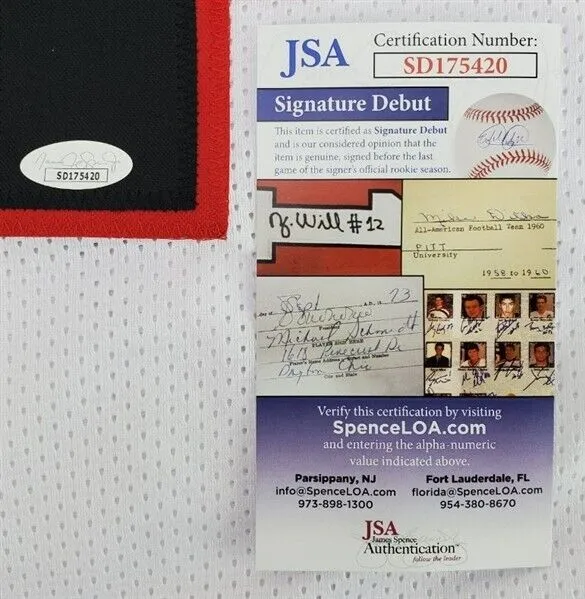 SD175420
JSA
Certification Number:
SD175420
Signature Debut
This item is certified as Signature Debut
and is our considered opinion that the
item is genuine, signed before the last
game of the signer's official rookie season.
Z. Will #12
All-American Football Team 1960
PITT
University
1958 to 1960
Sept 73
Michael Schmidt
Verify this certification by visiting
SpenceLOA.com
and entering the alpha-numeric
value indicated above.
Parsippany, NJ
info@SpenceLOA.com
973-898-1300
Fort Lauderdale, FL
florida@SpenceLOA.com
954-380-8670
JSA
James Spence
Authentication
follow the leader